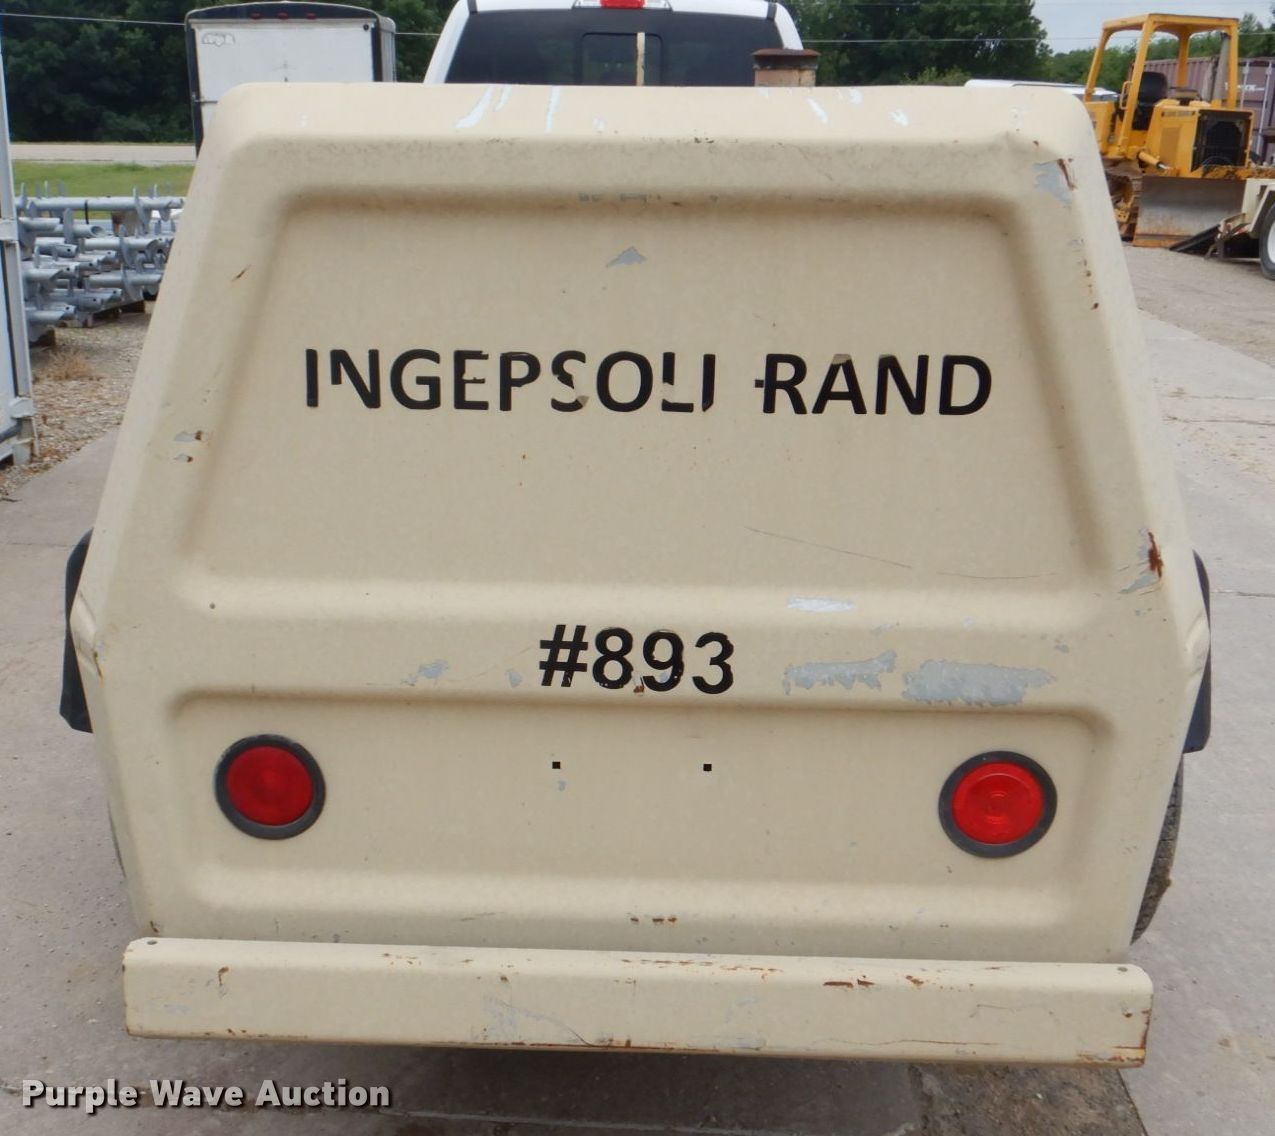 INGEPSOLI RAND
#893
Purple Wave Auction